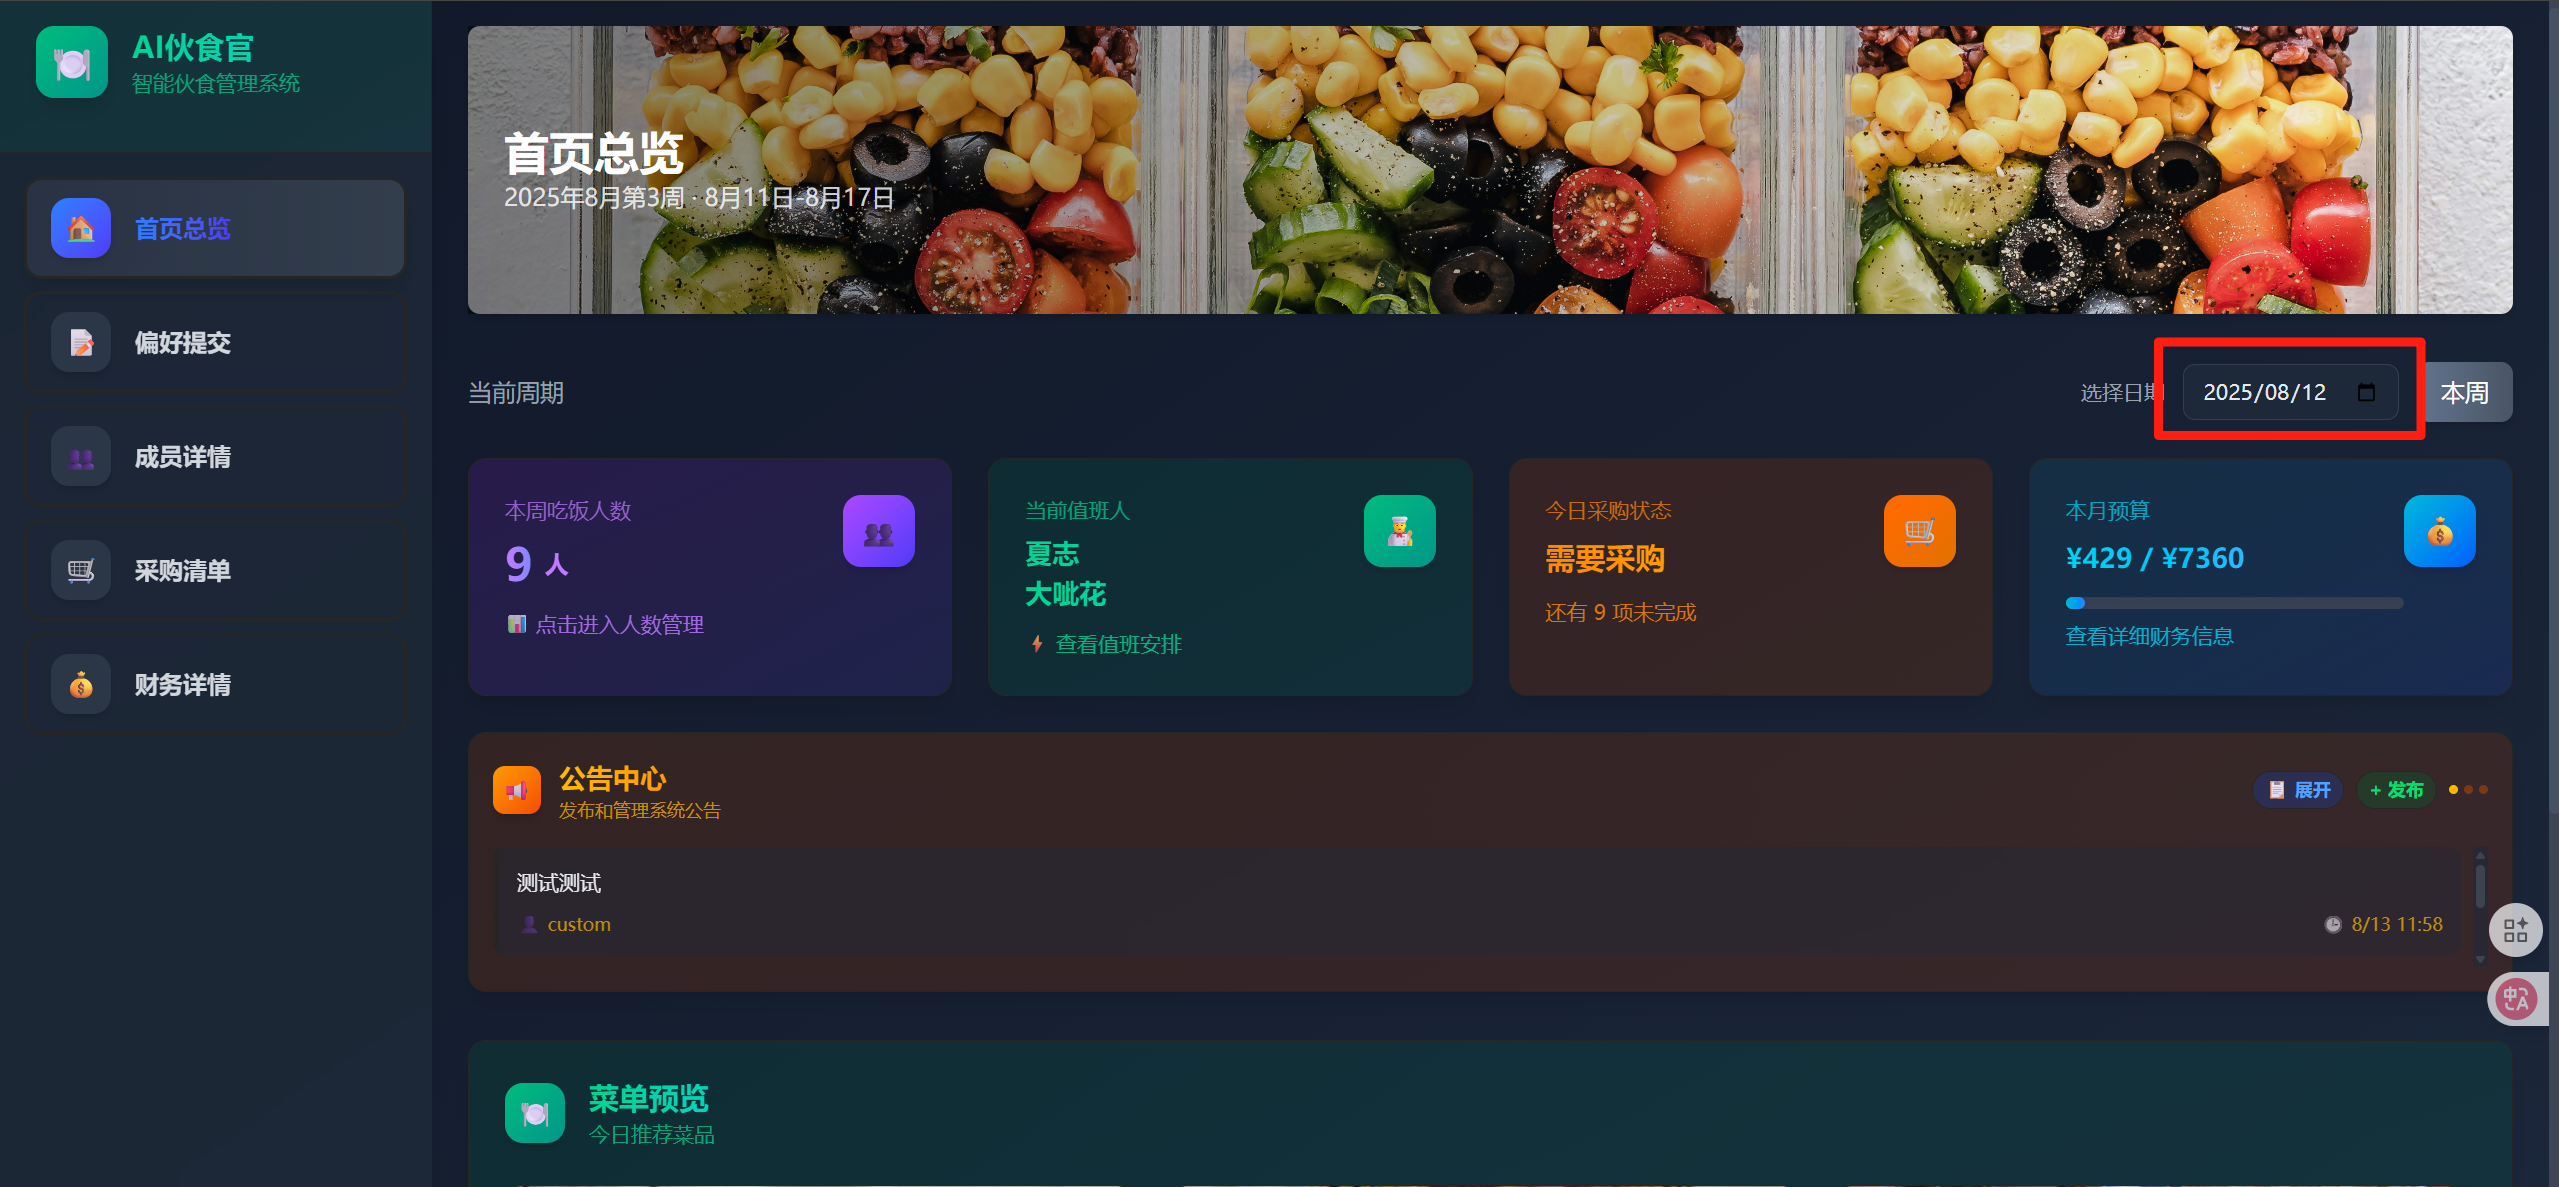 AI伙食官
智能伙食管理系统
首页总览
偏好提交
成员详情
采购清单
财务详情
首页总览
2025年8月第3周 · 8月11日-8月17日
当前周期
选择日期
2025/08/12
本周
本周吃饭人数
9 人
点击进入人数管理
当前值班人
夏志
大呲花
查看值班安排
今日采购状态
需要采购
还有 9 项未完成
本月预算
¥429 / ¥7360
查看详细财务信息
公告中心
发布和管理系统公告
展开
+ 发布
测试测试
custom
8/13 11:58
菜单预览
今日推荐菜品